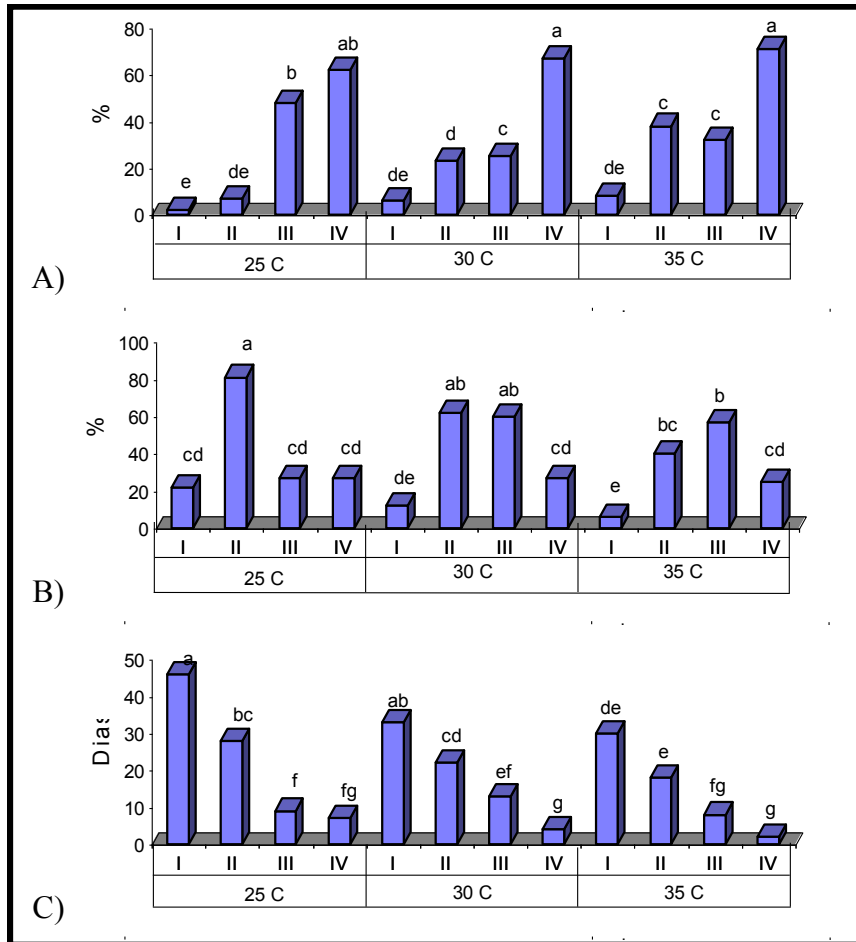 80
60
40
20
0
%
e de b ab de d c a de c c a
I II III IV I II III IV I II III IV
25 C 30 C 35 C
A)
100
80
60
40
20
0
%
cd a cd cd de ab ab cd e bc b cd
I II III IV I II III IV I II III IV
25 C 30 C 35 C
B)
50
40
30
20
10
0
Dias
a bc f fg ab cd ef g de e fg g
I II III IV I II III IV I II III IV
25 C 30 C 35 C
C)